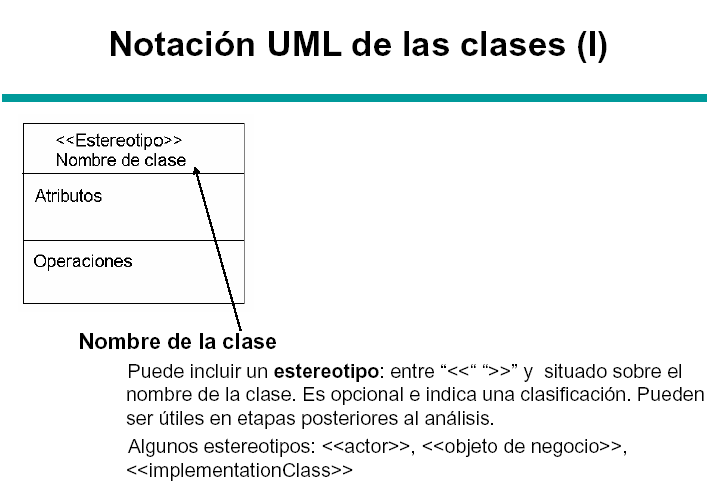 Notación UML de las clases (I)
<<Estereotipo>>
Nombre de clase
Atributos
Operaciones
Nombre de la clase
Puede incluir un estereotipo: entre “<<“ “>>” y situado sobre el
nombre de la clase. Es opcional e indica una clasificación. Pueden
ser útiles en etapas posteriores al análisis.
Algunos estereotipos: <<actor>>, <<objeto de negocio>>,
<<implementationClass>>